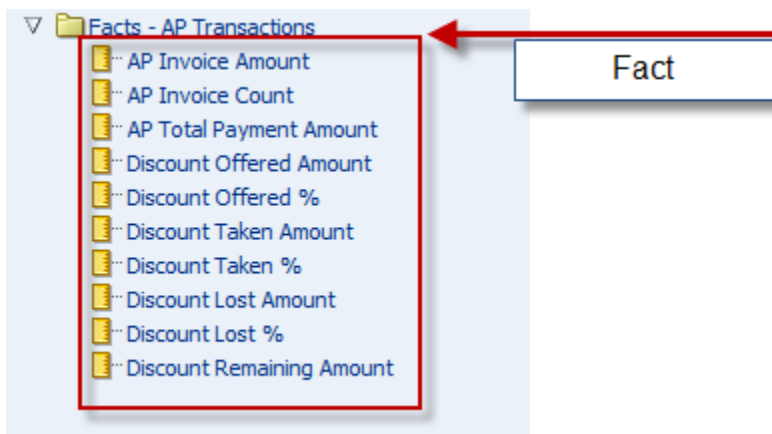 Facts - AP Transactions
Fact
AP Invoice Amount
AP Invoice Count
AP Total Payment Amount
Discount Offered Amount
Discount Offered %
Discount Taken Amount
Discount Taken %
Discount Lost Amount
Discount Lost %
Discount Remaining Amount